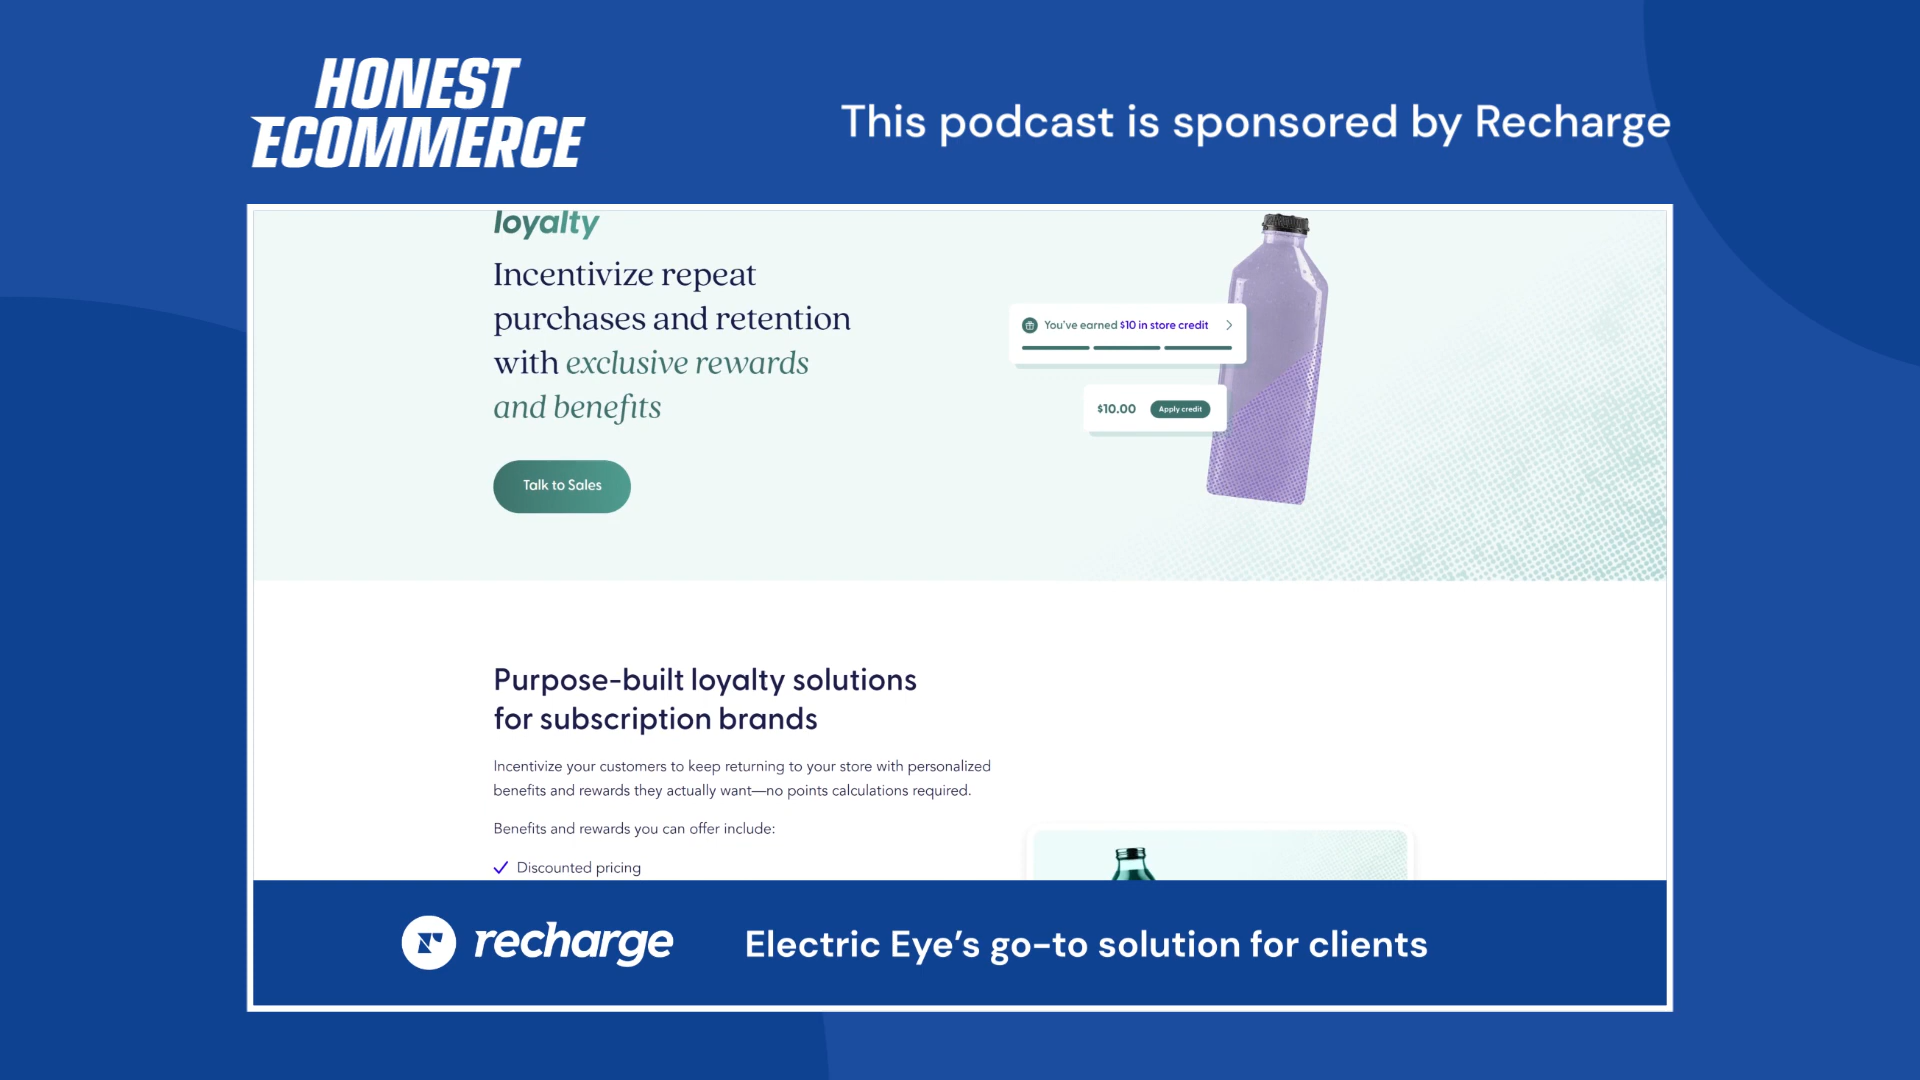 HONEST
ECOMMERCE
This podcast is sponsored by Recharge
loyalty
Incentivize repeat
purchases and retention
with exclusive rewards
and benefits
Talk to Sales
You've earned $10 in store credit
$10.00 Apply credit
Purpose-built loyalty solutions
for subscription brands
Incentivize your customers to keep returning to your store with personalized
benefits and rewards they actually want—no points calculations required.
Benefits and rewards you can offer include:
Discounted pricing
recharge
Electric Eye’s go-to solution for clients